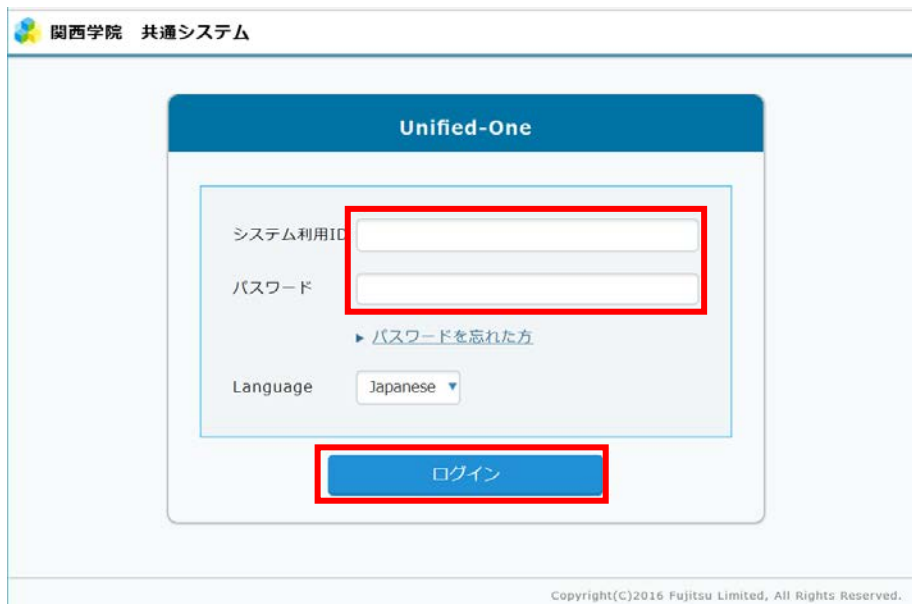 関西学院　共通システム
Unified-One
システム利用ID
パスワード
▶ パスワードを忘れた方
Language Japanese ▼
ログイン
Copyright(C)2016 Fujitsu Limited, All Rights Reserved.